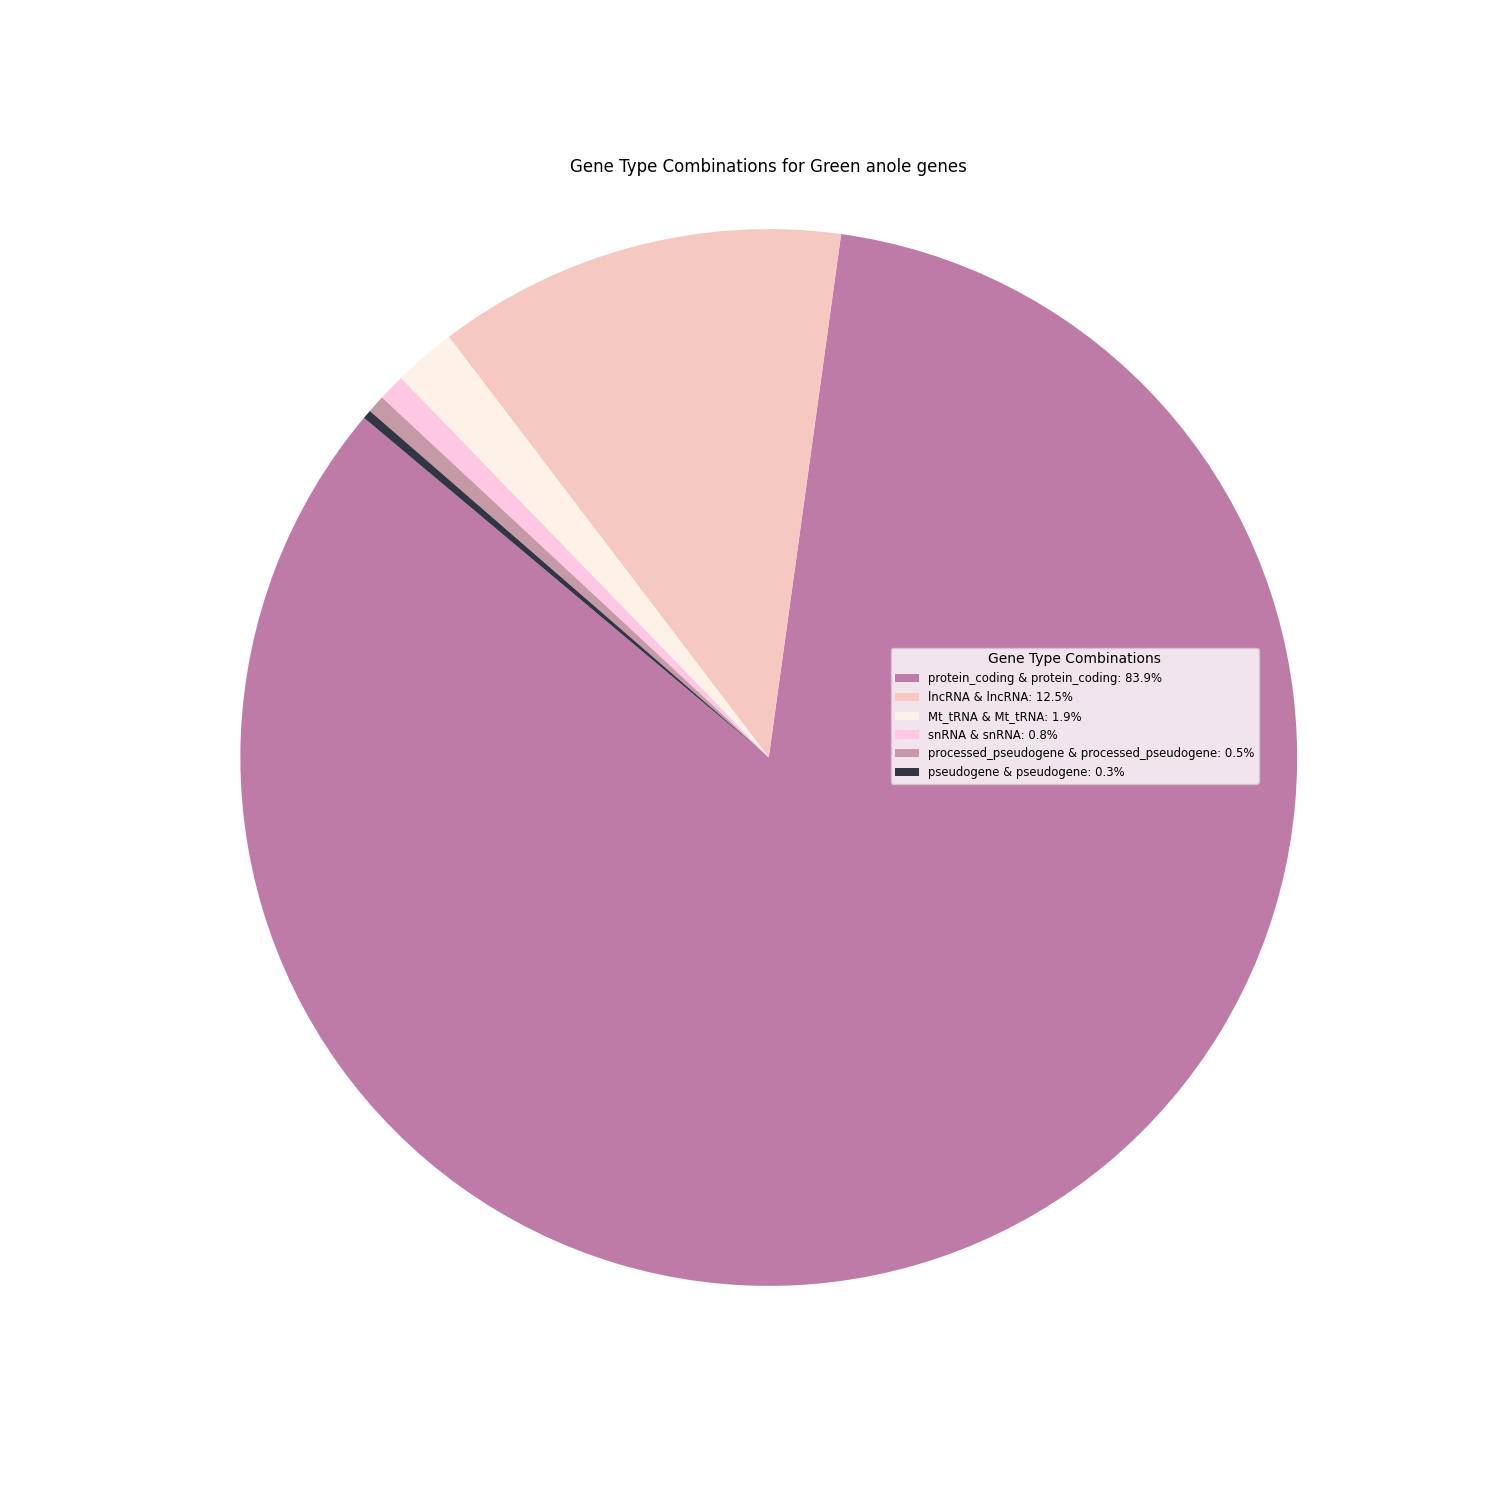 Gene Type Combinations for Green anole genes
Gene Type Combinations
protein_coding & protein_coding: 83.9%
lncRNA & lncRNA: 12.5%
Mt_tRNA & Mt_tRNA: 1.9%
snRNA & snRNA: 0.8%
processed_pseudogene & processed_pseudogene: 0.5%
pseudogene & pseudogene: 0.3%